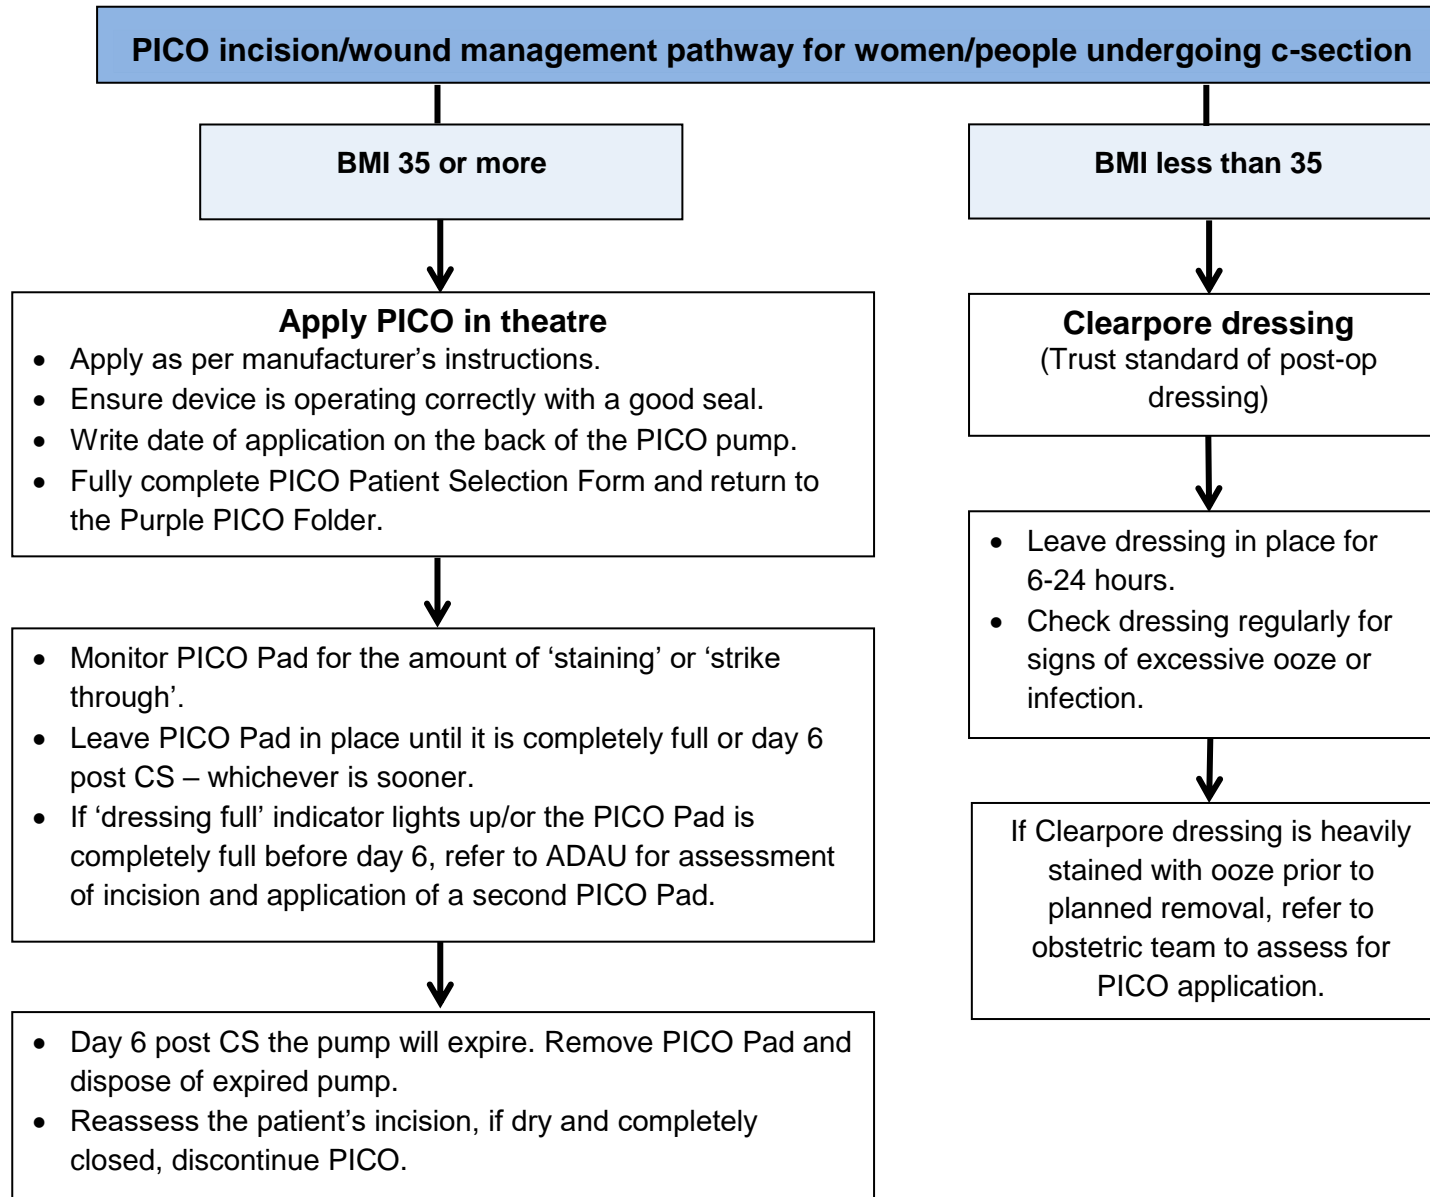 PICO incision/wound management pathway for women/people undergoing c-section
BMI 35 or more
Apply PICO in theatre
• Apply as per manufacturer’s instructions.
• Ensure device is operating correctly with a good seal.
• Write date of application on the back of the PICO pump.
• Fully complete PICO Patient Selection Form and return to
the Purple PICO Folder.
• Monitor PICO Pad for the amount of ‘staining’ or ‘strike
through’.
• Leave PICO Pad in place until it is completely full or day 6
post CS – whichever is sooner.
• If ‘dressing full’ indicator lights up/or the PICO Pad is
completely full before day 6, refer to ADAU for assessment
of incision and application of a second PICO Pad.
• Day 6 post CS the pump will expire. Remove PICO Pad and
dispose of expired pump.
• Reassess the patient’s incision, if dry and completely
closed, discontinue PICO.
BMI less than 35
Clearpore dressing
(Trust standard of post-op
dressing)
• Leave dressing in place for
6-24 hours.
• Check dressing regularly for
signs of excessive ooze or
infection.
If Clearpore dressing is heavily
stained with ooze prior to
planned removal, refer to
obstetric team to assess for
PICO application.